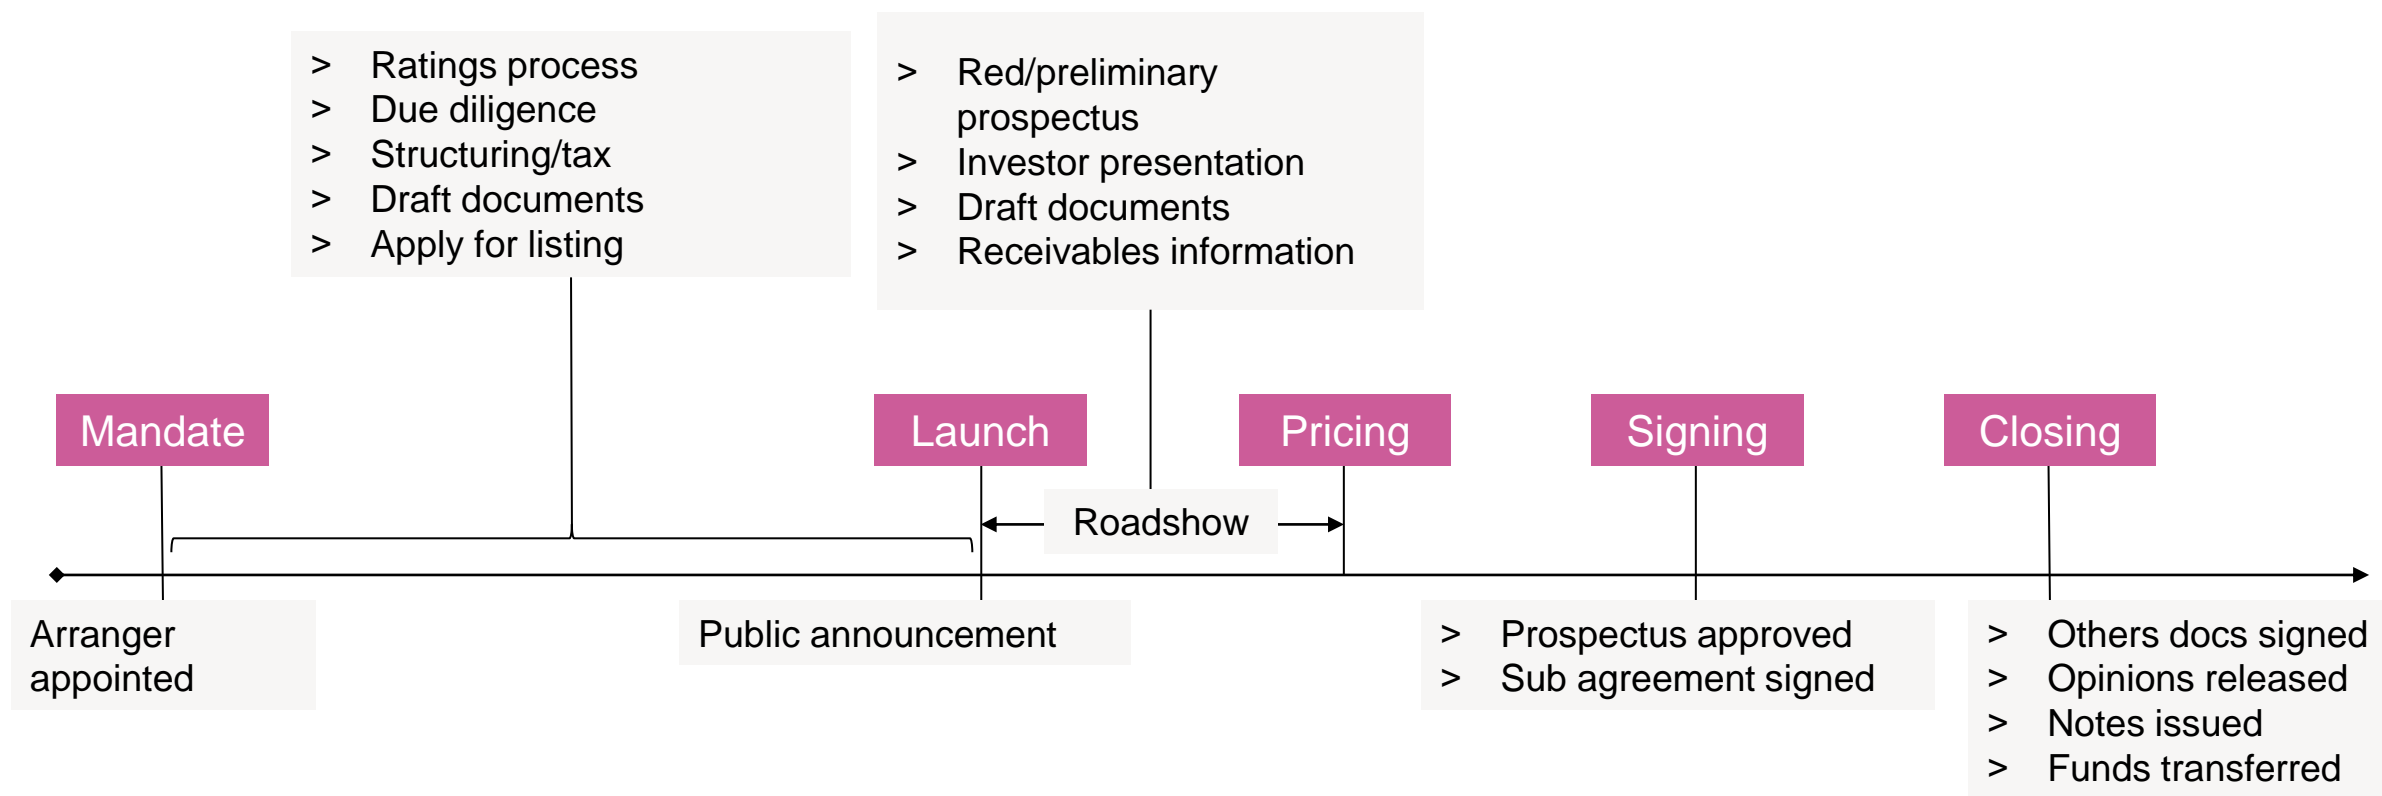 > Ratings process
> Due diligence
> Structuring/tax
> Draft documents
> Apply for listing
> Red/preliminary
prospectus
> Investor presentation
> Draft documents
> Receivables information
Mandate
Launch
Pricing
Signing
Closing
Roadshow
Arranger
appointed
Public announcement
> Prospectus approved
> Sub agreement signed
> Others docs signed
> Opinions released
> Notes issued
> Funds transferred